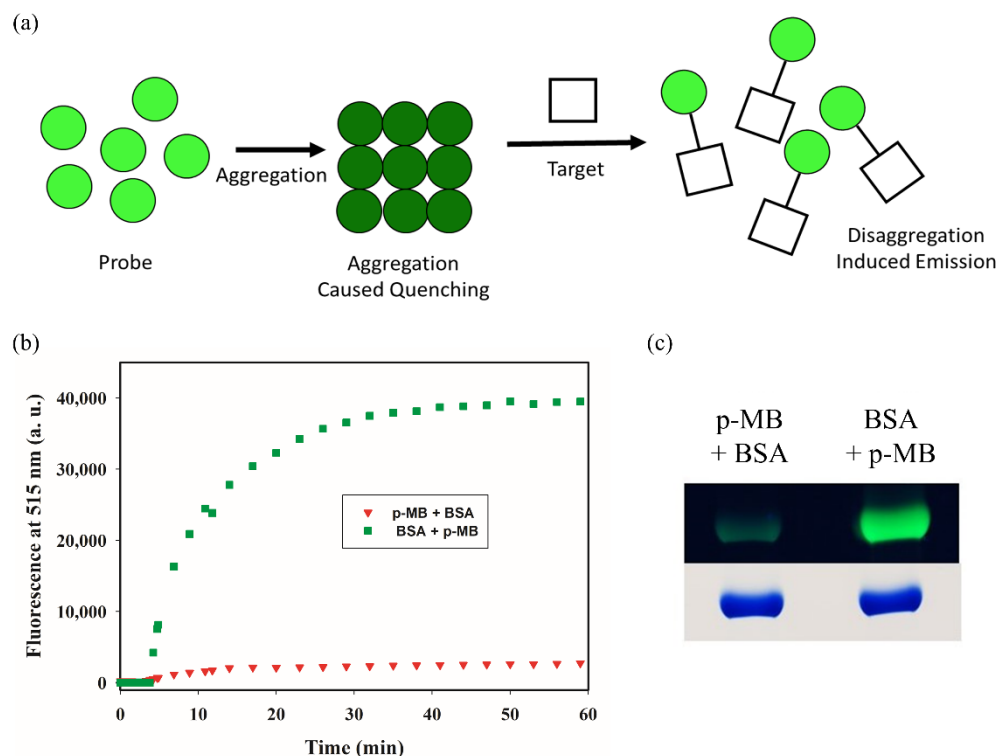 (a)
Probe
Aggregation
Aggregation
Caused Quenching
Target
Disaggregation
Induced Emission
(b)
Fluorescence at 515 nm (a. u.)
40,000
30,000
20,000
10,000
0
p-MB + BSA
BSA + p-MB
0 10 20 30 40 50 60
Time (min)
(c)
p-MB
+ BSA
BSA
+ p-MB